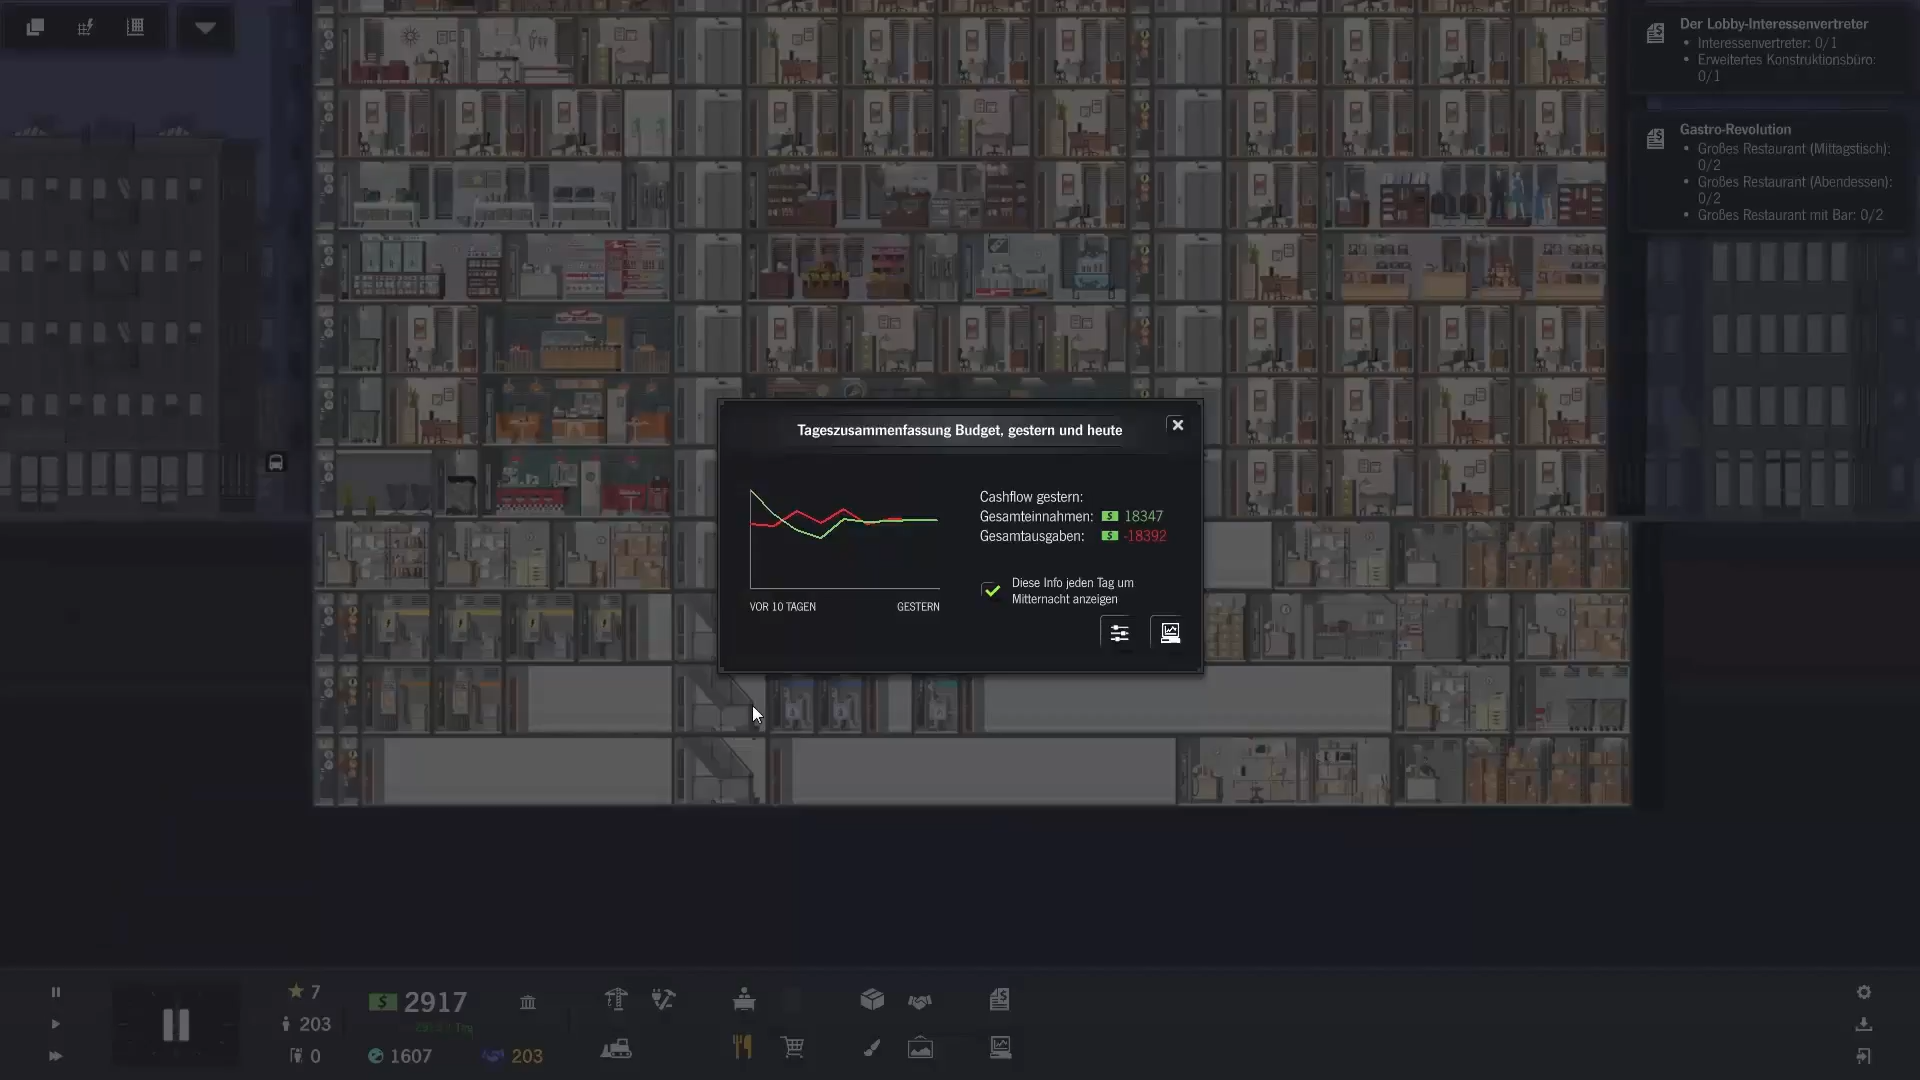 Der Lobby-Interessenvertreter
Interessenvertreter: 0/1
Erweitertes Konstruktionsbüro:
0/1
Gastro-Revolution
Großes Restaurant (Mittagstisch):
0/2
Großes Restaurant (Abendessen):
0/2
Großes Restaurant mit Bar: 0/2
Tageszusammenfassung Budget, gestern und heute
Cashflow gestern:
Gesamteinnahmen: 18347
Gesamtausgaben: -18392
Diese Info jeden Tag um
Mitternacht anzeigen
VOR 10 TAGEN
GESTERN
7
2917
203
0
1607
203